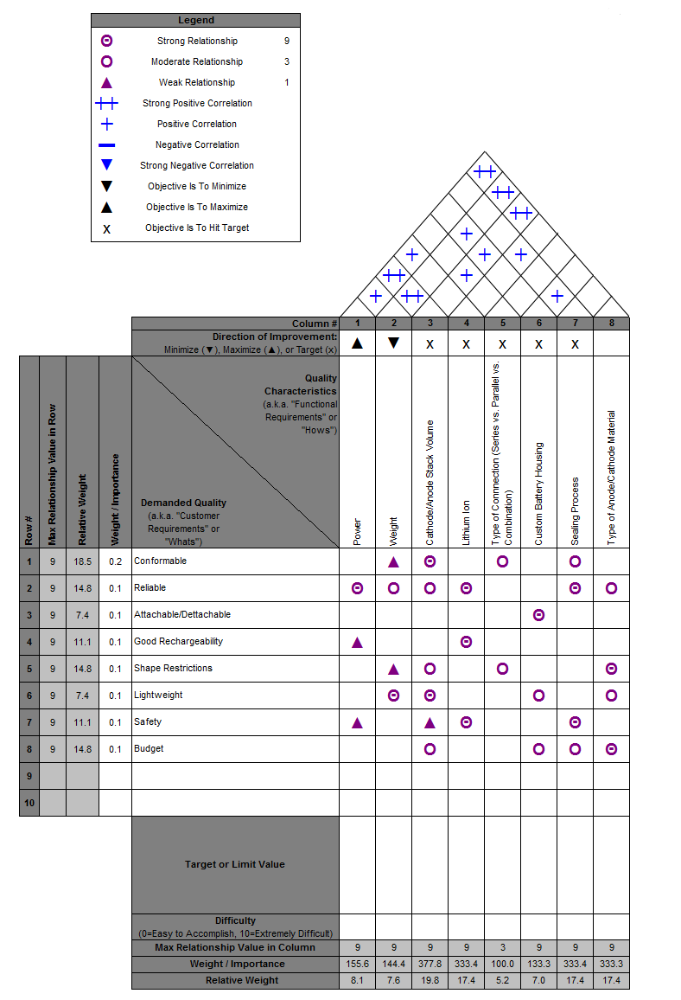 Legend
Strong Relationship 9
Moderate Relationship 3
Weak Relationship 1
Strong Positive Correlation
Positive Correlation
Negative Correlation
Strong Negative Correlation
Objective Is To Minimize
Objective Is To Maximize
x Objective Is To Hit Target
Column # 1 2 3 4 5 6 7 8
Direction of Improvement:
Minimize (▼), Maximize (▲), or Target (x) ▲ ▼ x x x x x
Row #
Max Relationship Value in Row
Relative Weight
Weight / Importance
Quality
Characteristics
(a.k.a. "Functional
Requirements" or
"Hows")
Demanded Quality
(a.k.a. "Customer
Requirements" or
"Whats")
Power
Weight
Cathode/Anode Stack Volume
Lithium Ion
Type of Connnection (Series vs. Parallel vs.
Combination)
Custom Battery Housing
Sealing Process
Type of Anode/Cathode Material
1 9 18.5 0.2 Conformable
2 9 14.8 0.1 Reliable
3 9 7.4 0.1 Attachable/Dettachable
4 9 11.1 0.1 Good Rechargeability
5 9 14.8 0.1 Shape Restrictions
6 9 7.4 0.1 Lightweight
7 9 11.1 0.1 Safety
8 9 14.8 0.1 Budget
9
10
Target or Limit Value
Difficulty
(0=Easy to Accomplish, 10=Extremely Difficult)
Max Relationship Value in Column 9 9 9 9 3 9 9 9
Weight / Importance 155.6 144.4 377.8 333.4 100.0 133.3 333.4 333.3
Relative Weight 8.1 7.6 19.8 17.4 5.2 7.0 17.4 17.4